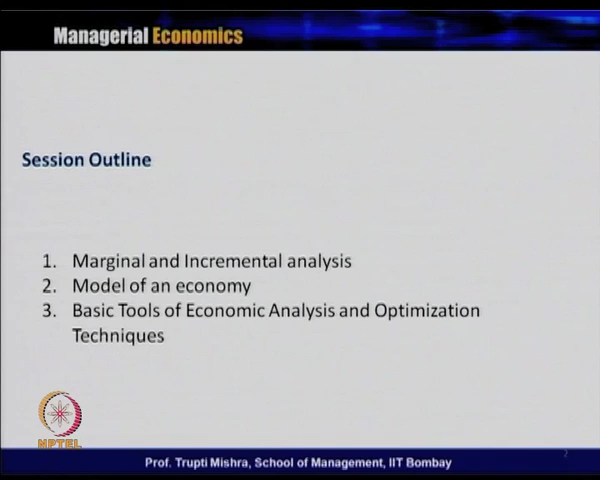 Managerial Economics
Session Outline
1. Marginal and Incremental analysis
2. Model of an economy
3. Basic Tools of Economic Analysis and Optimization
Techniques
NPTEL
2
Prof. Trupti Mishra, School of Management, IIT Bombay